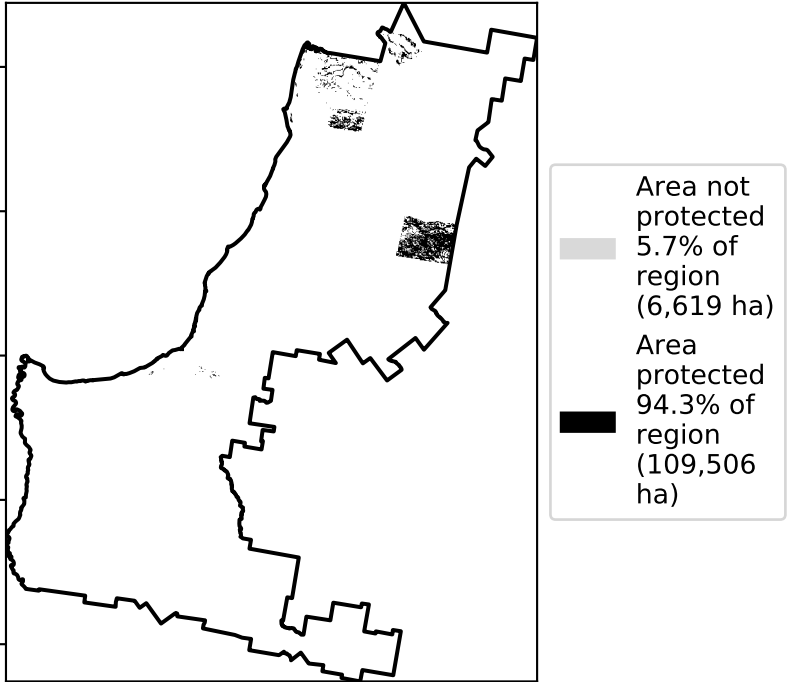 Area not
protected
5.7% of
region
(6,619 ha)
Area
protected
94.3% of
region
(109,506
ha)